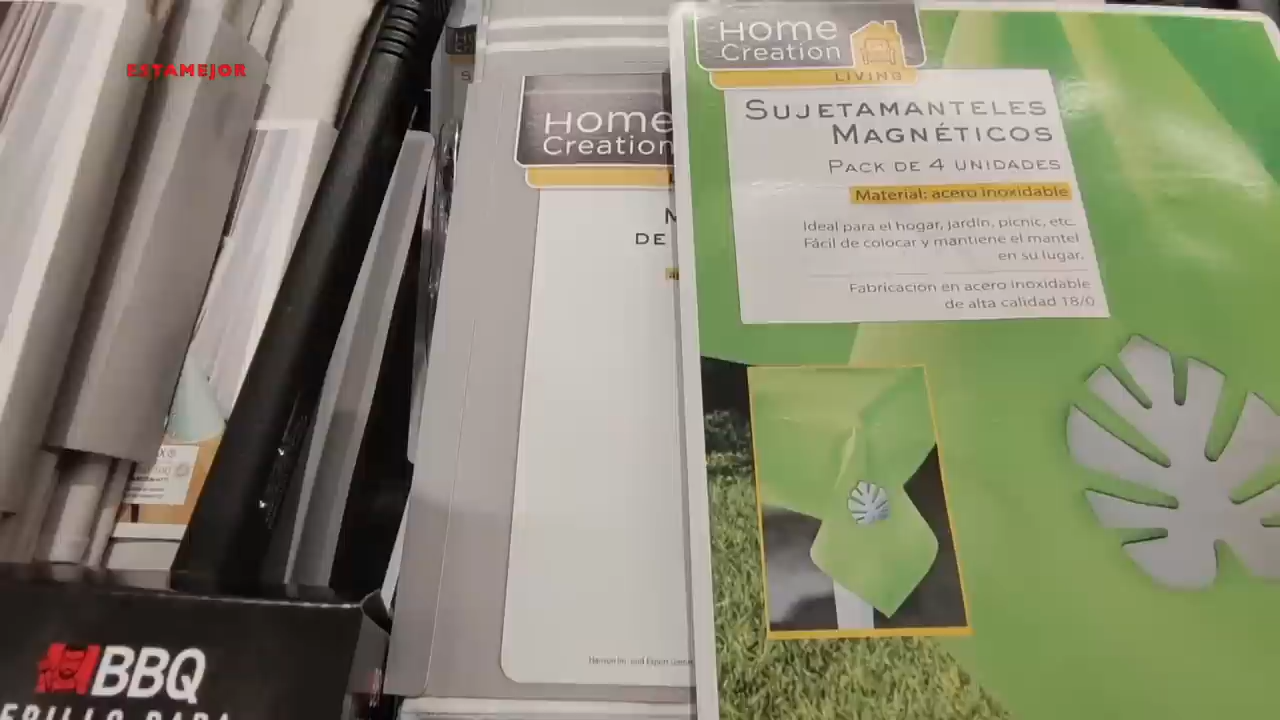 ESTAMEJOR
Home
Creation
LIVING
SUJETAMANTELES
MAGNÉTICOS
PACK DE 4 UNIDADES
Material: acero inoxidable
Ideal para el hogar, jardín, picnic, etc.
Fácil de colocar y mantiene el mantel
en su lugar.
Fabricación en acero inoxidable
de alta calidad 18/0
Home
Creation
M
DE
BBQ